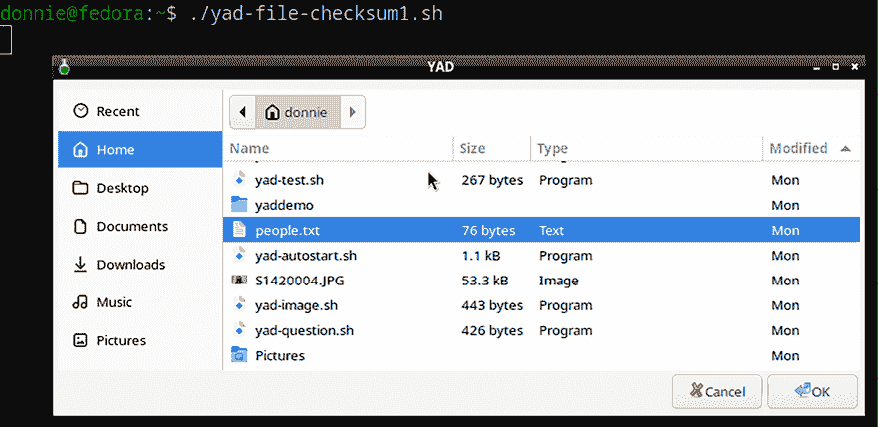 donnie@fedora:~$ ./yad-file-checksum1.sh
YAD
Recent
Home
Desktop
Documents
Downloads
Music
Pictures
donnie
Name Size Type Modified
yad-test.sh 267 bytes Program Mon
yaddemo Mon
people.txt 76 bytes Text Mon
yad-autostart.sh 1.1 kB Program Mon
S1420004.JPG 53.3 kB Image Mon
yad-image.sh 443 bytes Program Mon
yad-question.sh 426 bytes Program Mon
Pictures Mon
Cancel OK